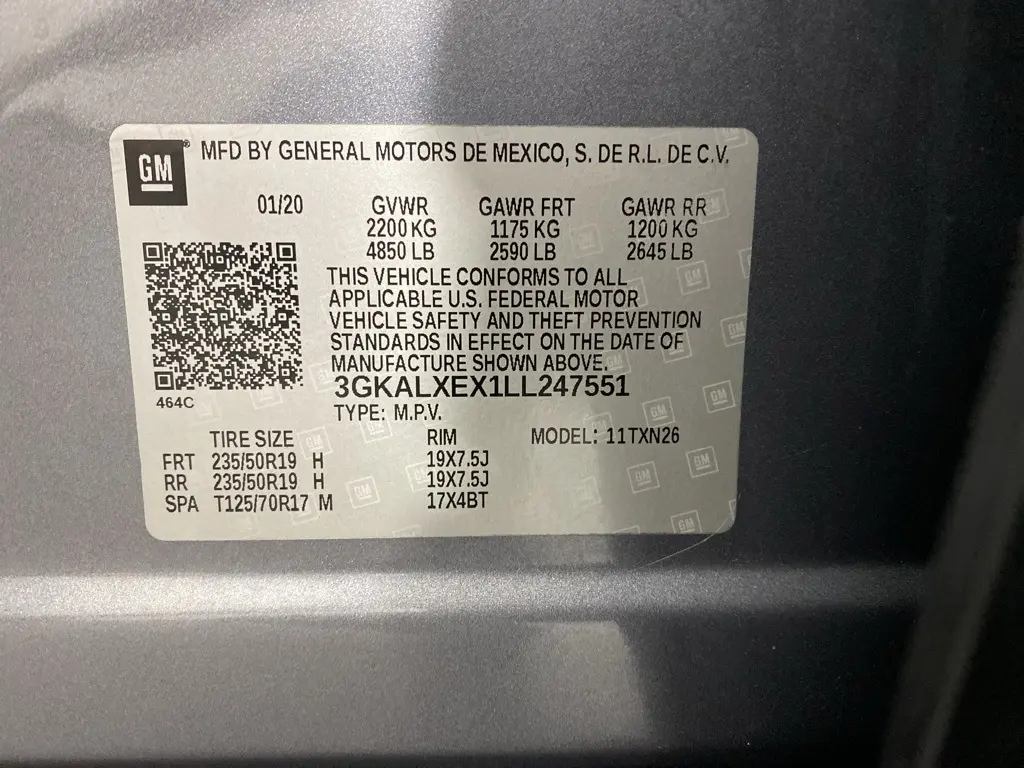 GM® MFD BY GENERAL MOTORS DE MEXICO, S. DE R.L. DE C.V.
01/20 GVWR GAWR FRT GAWR RR
2200 KG 1175 KG 1200 KG
4850 LB 2590 LB 2645 LB
THIS VEHICLE CONFORMS TO ALL
APPLICABLE U.S. FEDERAL MOTOR
VEHICLE SAFETY AND THEFT PREVENTION
STANDARDS IN EFFECT ON THE DATE OF
MANUFACTURE SHOWN ABOVE.
3GKALXEX1LL247551
464C
TYPE: M.P.V.
TIRE SIZE RIM MODEL: 11TXN26
FRT 235/50R19 H 19X7.5J
RR 235/50R19 H 19X7.5J
SPA T125/70R17 M 17X4BT